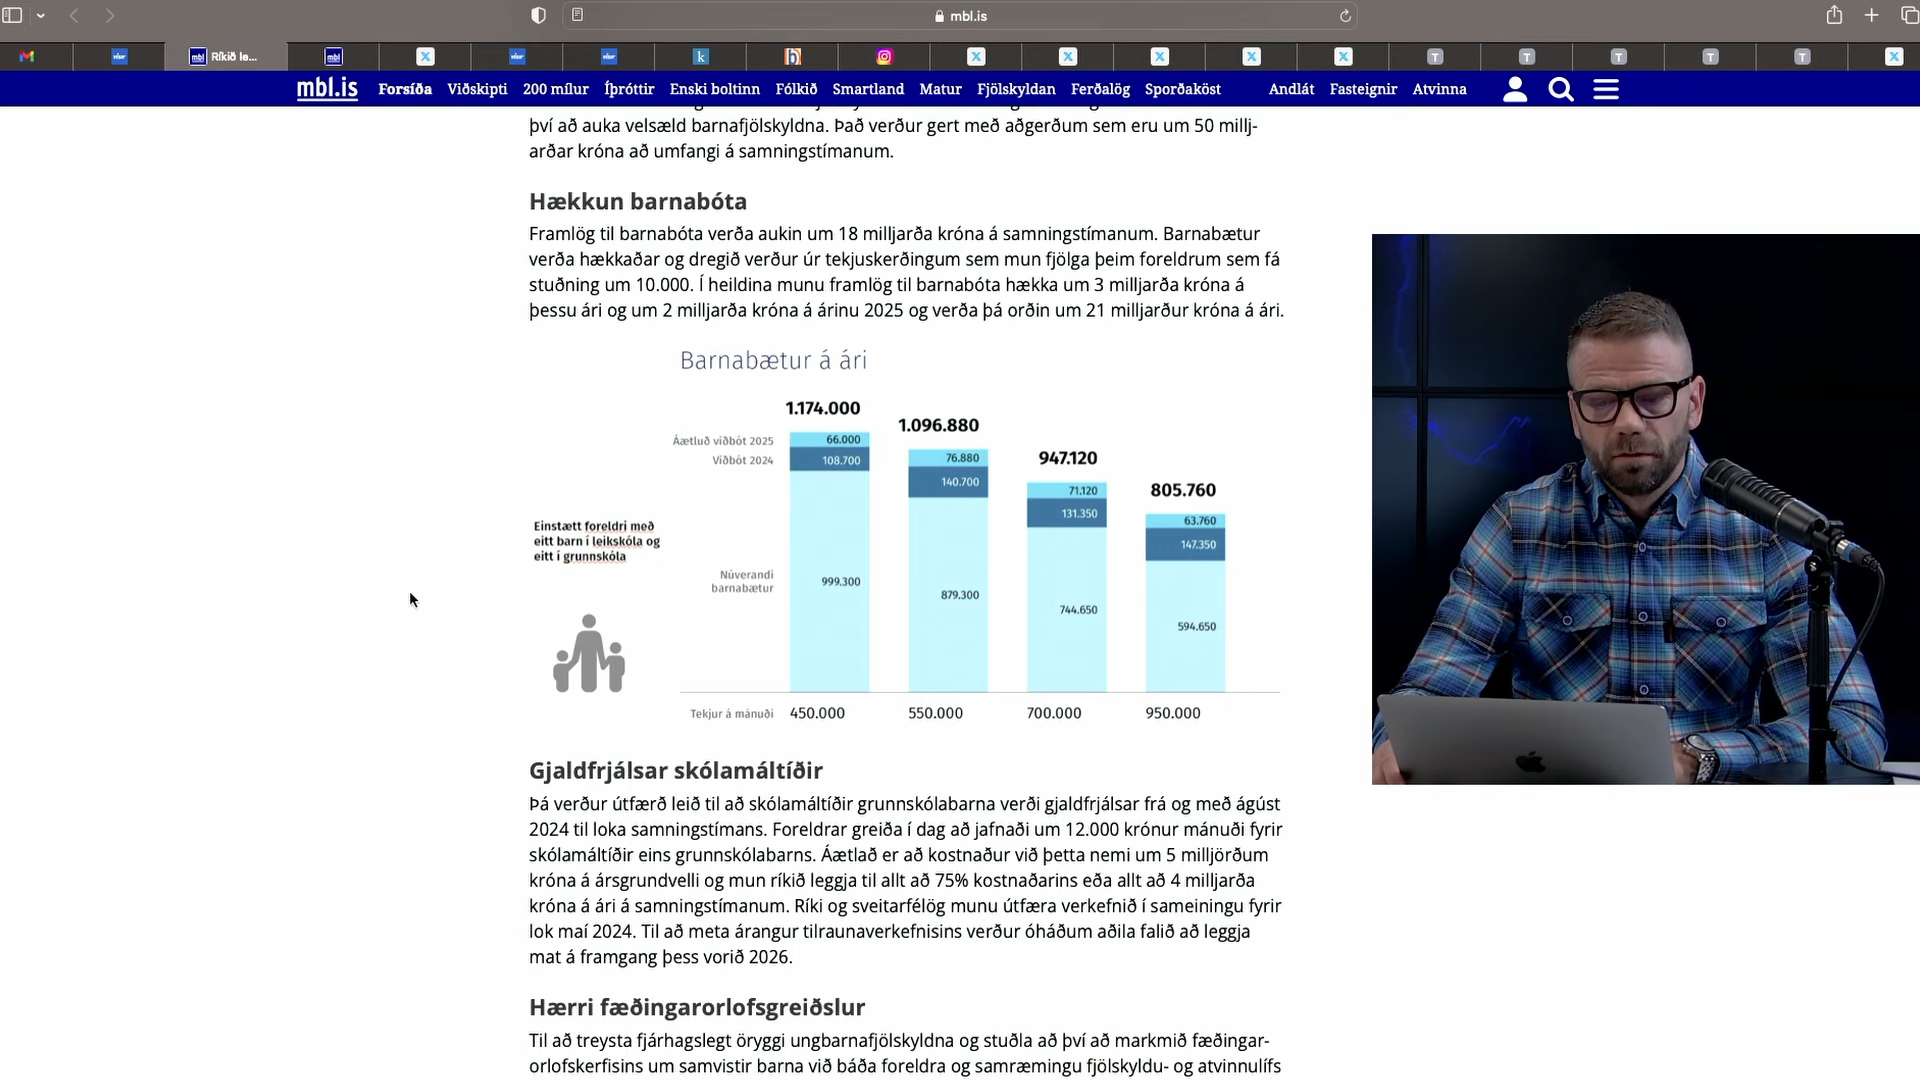 mbl.is
Ríkið le...
mbl.is Forsíða Viðskipti 200 mílur Íþróttir Enski boltinn Fólkið Smartland Matur Fjölskyldan Ferðalög Sporðaköst Andlát Fasteignir Atvinna
því að auka velsæld barnafjölskyldna. Það verður gert með aðgerðum sem eru um 50 millj-
arðar króna að umfangi á samningstímanum.
Hækkun barnabóta
Framlög til barnabóta verða aukin um 18 milljarða króna á samningstímanum. Barnabætur
verða hækkaðar og dregið verður úr tekjuskerðingum sem mun fjölga þeim foreldrum sem fá
stuðning um 10.000. Í heildina munu framlög til barnabóta hækka um 3 milljarða króna á
þessu ári og um 2 milljarða króna á árinu 2025 og verða þá orðin um 21 milljarður króna á ári.
Barnabætur á ári
1.174.000
1.096.880
947.120
805.760
Áætluð viðbót 2025
66.000
76.880
71.120
63.760
Viðbót 2024
108.700
140.700
131.350
147.350
Einstætt foreldri með
eitt barn í leikskóla og
eitt í grunnskóla
Núverandi
barnabætur
999.300
879.300
744.650
594.650
Tekjur á mánuði 450.000 550.000 700.000 950.000
Gjaldfrjálsar skólamáltíðir
Þá verður útfærð leið til að skólamáltíðir grunnskólabarna verði gjaldfrjálsar frá og með ágúst
2024 til loka samningstímans. Foreldrar greiða í dag að jafnaði um 12.000 krónur mánuði fyrir
skólamáltíðir eins grunnskólabarns. Áætlað er að kostnaður við þetta nemi um 5 milljörðum
króna á ársgrundvelli og mun ríkið leggja til allt að 75% kostnaðarins eða allt að 4 milljarða
króna á ári á samningstímanum. Ríki og sveitarfélög munu útfæra verkefnið í sameiningu fyrir
lok maí 2024. Til að meta árangur tilraunaverkefnisins verður óháðum aðila falið að leggja
mat á framgang þess vorið 2026.
Hærri fæðingarorlofsgreiðslur
Til að treysta fjárhagslegt öryggi ungbarnafjölskyldna og stuðla að því að markmið fæðingar-
orlofskerfisins um samvistir barna við báða foreldra og samræmingu fjölskyldu- og atvinnulífs